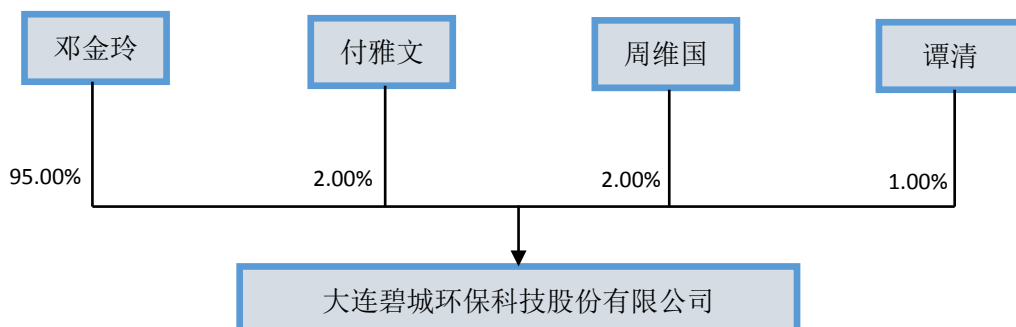 邓金玲
付雅文
周维国
谭清
95.00%
2.00%
2.00%
1.00%
大连碧城环保科技股份有限公司